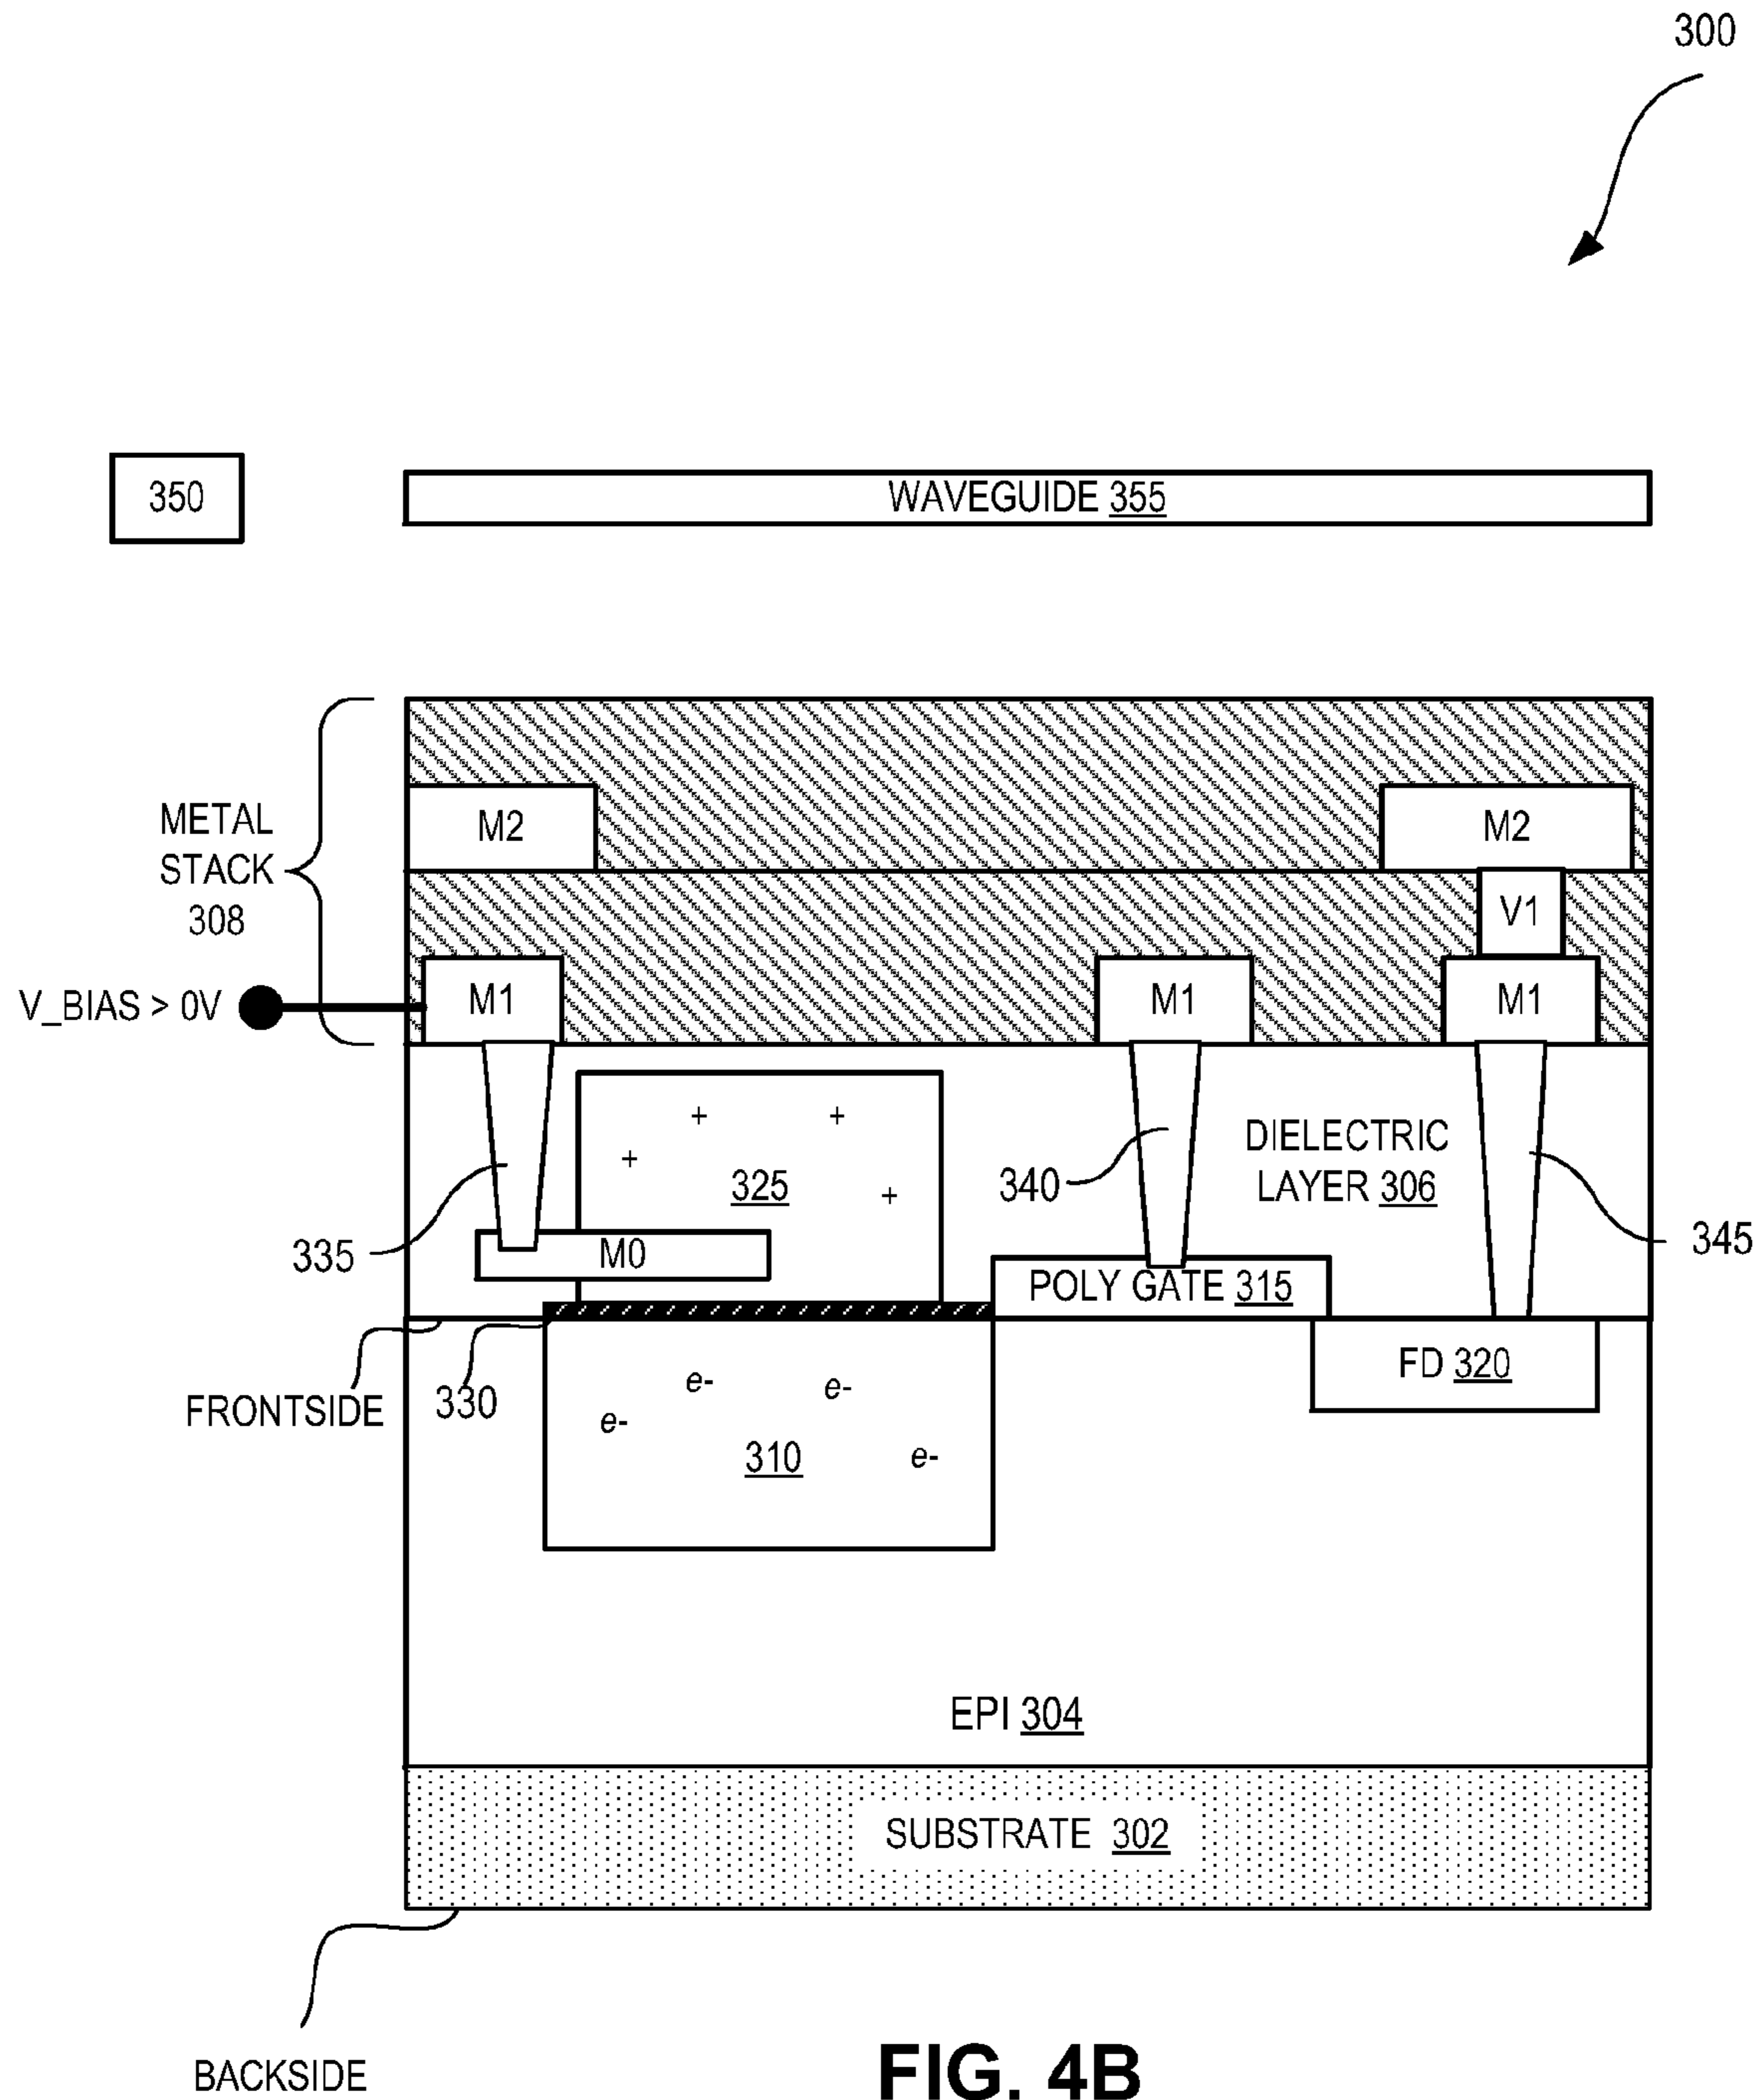 300
350
WAVEGUIDE 355
METAL
STACK
308
M2
M2
V1
V_BIAS > 0V
M1
M1
M1
+ +
+
325
+
DIELECTRIC
LAYER 306
340
335
M0
345
POLY GATE 315
FRONTSIDE
330
e- e-
e-
310
e-
FD 320
EPI 304
SUBSTRATE 302
BACKSIDE
FIG. 4B